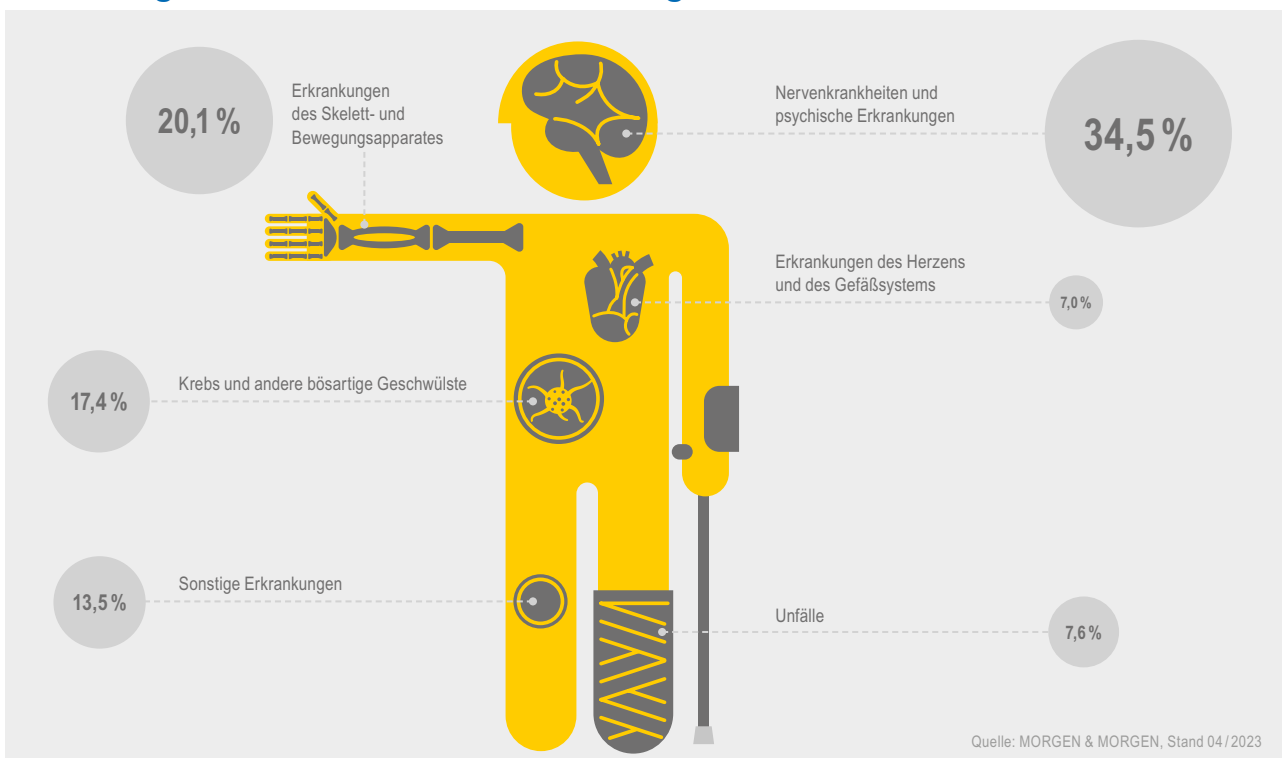 20,1 %
Erkrankungen
des Skelett- und
Bewegungsapparates
Nervenkrankheiten und
psychische Erkrankungen
34,5 %
Erkrankungen des Herzens
und des Gefäßsystems
7,0 %
17,4 %
Krebs und andere bösartige Geschwülste
13,5 %
Sonstige Erkrankungen
Unfälle
7,6 %
Quelle: MORGEN & MORGEN, Stand 04/2023